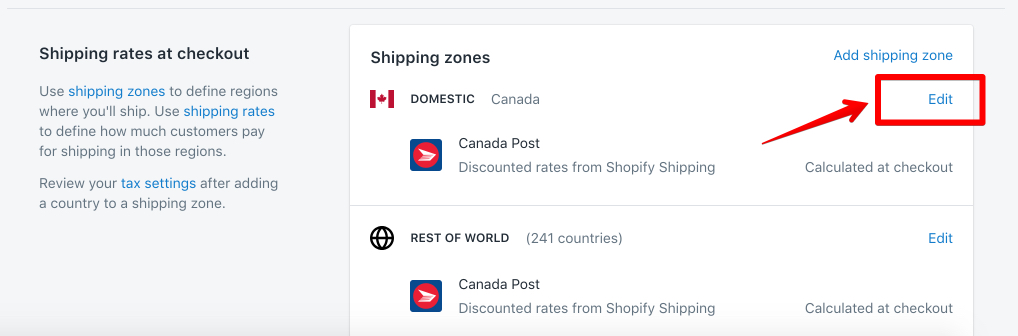 Shipping rates at checkout
Use shipping zones to define regions
where you'll ship. Use shipping rates
to define how much customers pay
for shipping in those regions.
Review your tax settings after adding
a country to a shipping zone.
Shipping zones
Add shipping zone
DOMESTIC Canada
Edit
Canada Post
Discounted rates from Shopify Shipping
Calculated at checkout
REST OF WORLD (241 countries)
Edit
Canada Post
Discounted rates from Shopify Shipping
Calculated at checkout